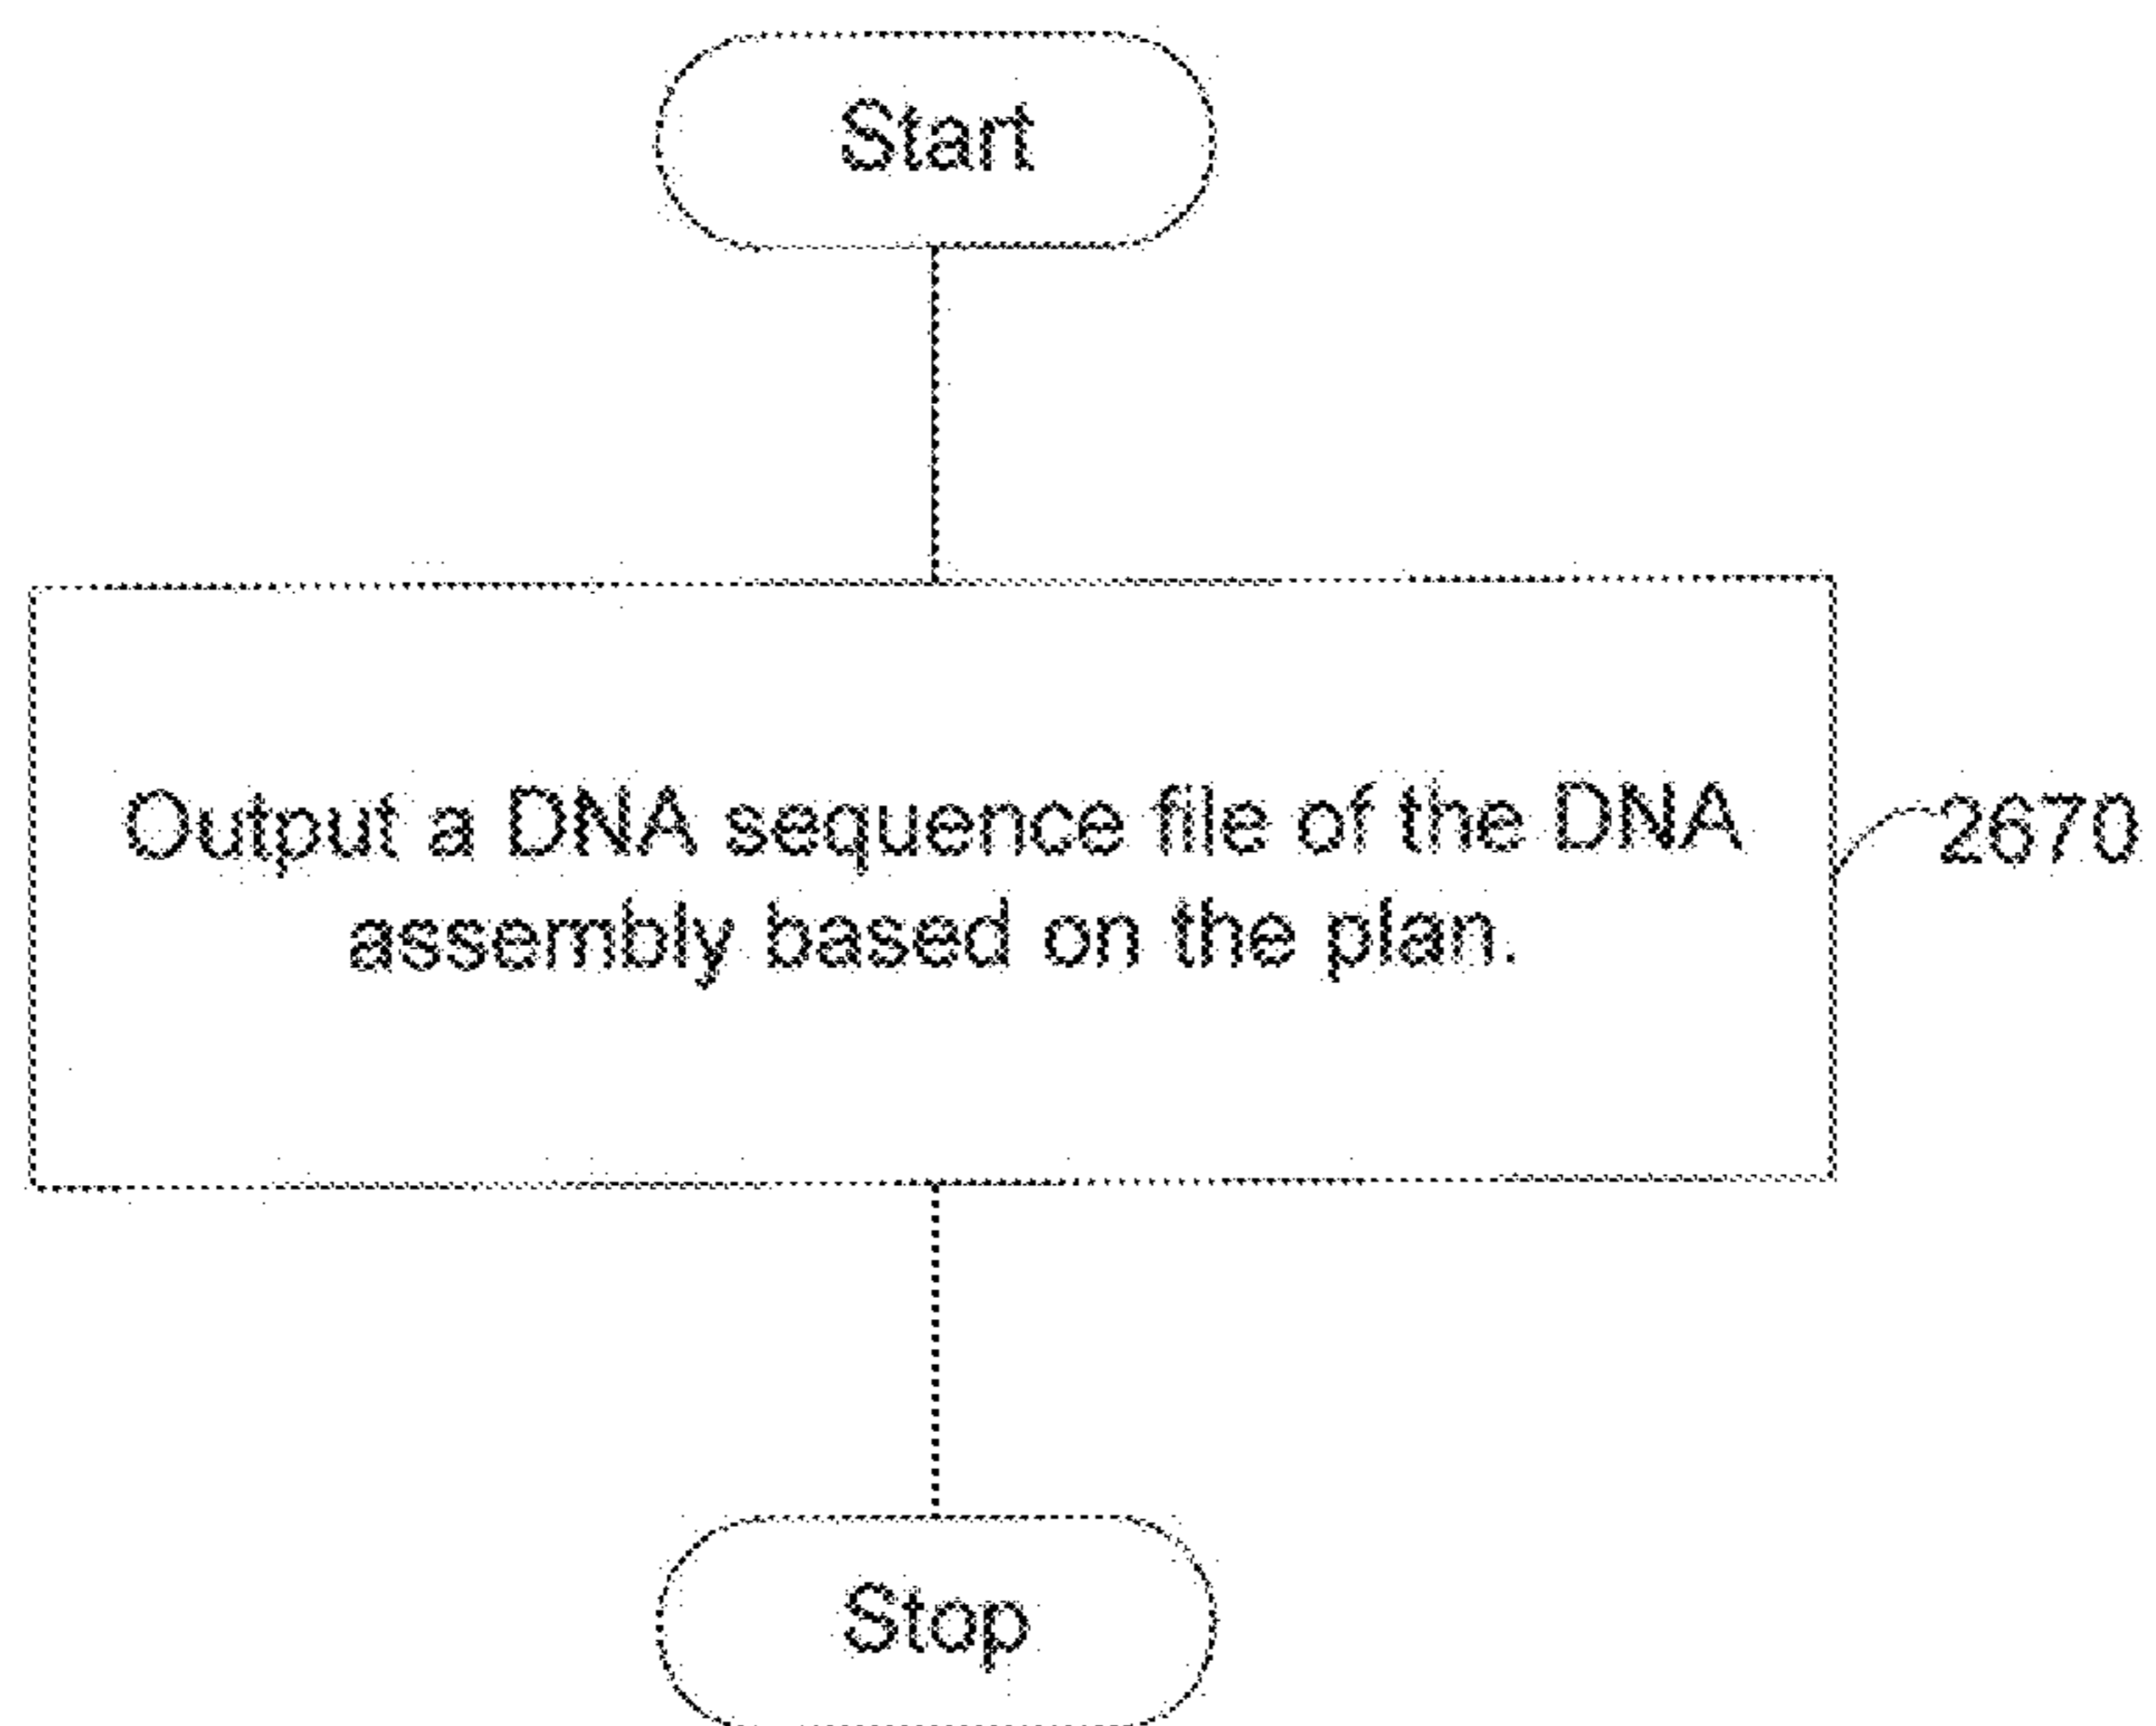 Start
Output a DNA sequence file of the DNA
assembly based on the plan.
2670
Stop